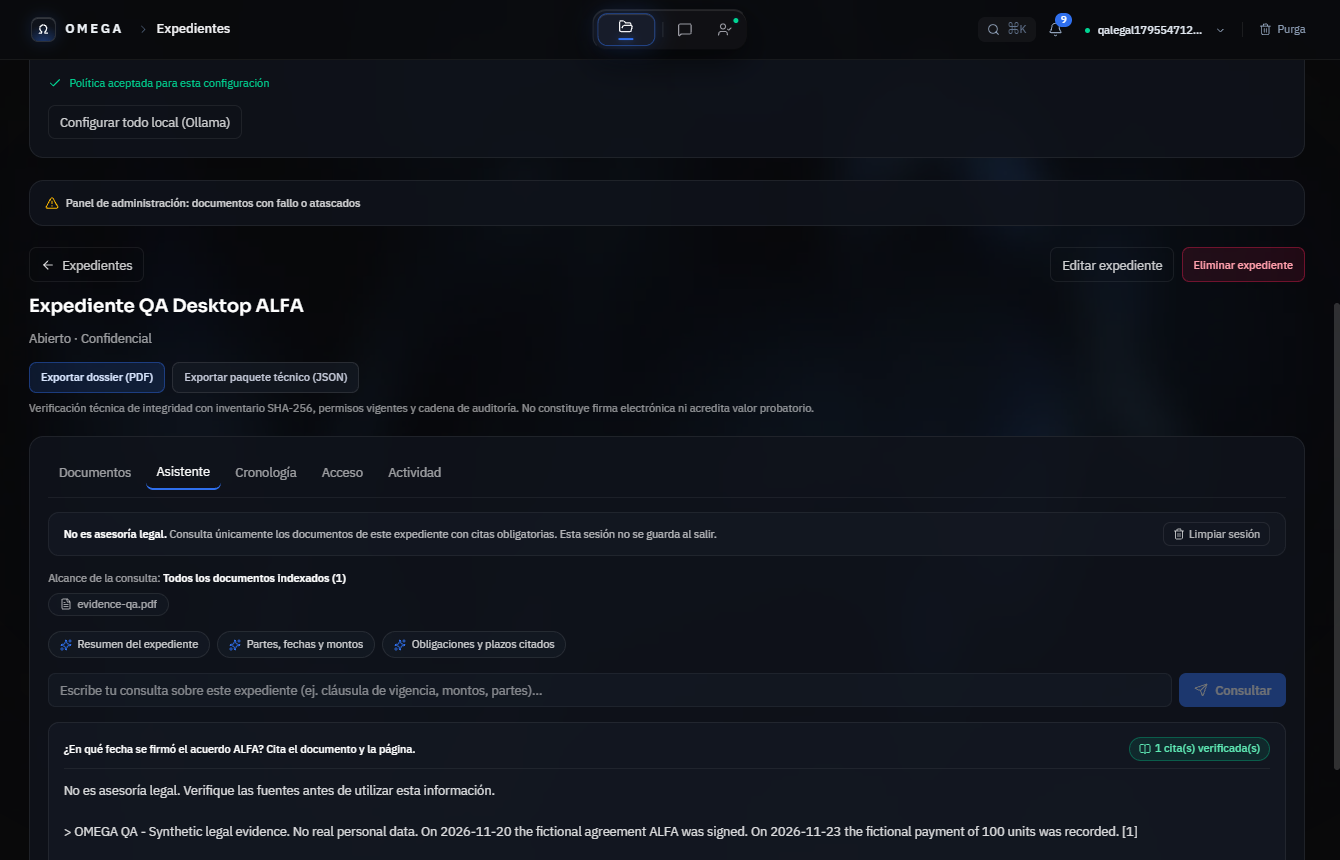 Ω OMEGA > Expedientes ⌘K 9 qalegal179554712... Purga
Política aceptada para esta configuración
Configurar todo local (Ollama)
Panel de administración: documentos con fallo o atascados
← Expedientes Editar expediente Eliminar expediente
Expediente QA Desktop ALFA
Abierto · Confidencial
Exportar dossier (PDF) Exportar paquete técnico (JSON)
Verificación técnica de integridad con inventario SHA-256, permisos vigentes y cadena de auditoría. No constituye firma electrónica ni acredita valor probatorio.
Documentos Asistente Cronología Acceso Actividad
No es asesoría legal. Consulta únicamente los documentos de este expediente con citas obligatorias. Esta sesión no se guarda al salir. Limpiar sesión
Alcance de la consulta: Todos los documentos indexados (1)
evidence-qa.pdf
Resumen del expediente Partes, fechas y montos Obligaciones y plazos citados
Escribe tu consulta sobre este expediente (ej. cláusula de vigencia, montos, partes)... Consultar
¿En qué fecha se firmó el acuerdo ALFA? Cita el documento y la página. 1 cita(s) verificada(s)
No es asesoría legal. Verifique las fuentes antes de utilizar esta información.
> OMEGA QA - Synthetic legal evidence. No real personal data. On 2026-11-20 the fictional agreement ALFA was signed. On 2026-11-23 the fictional payment of 100 units was recorded. [1]